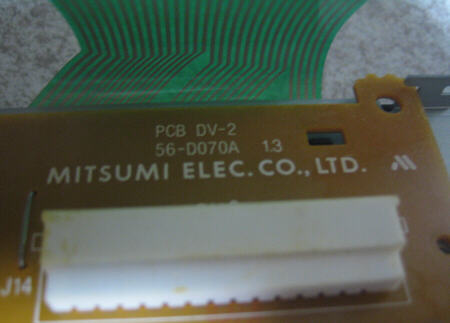 PCB DV-2
56-D070A 1.3
MITSUMI ELEC. CO., LTD.
J14